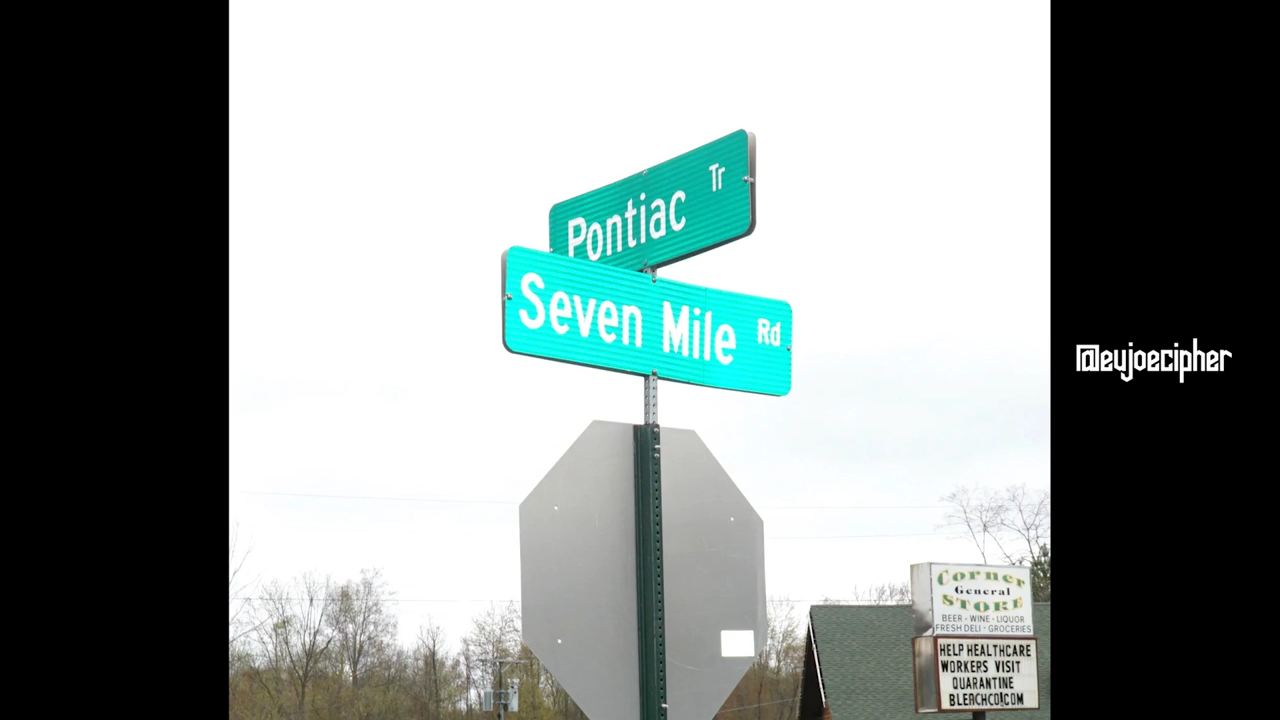 Pontiac Tr
Seven Mile Rd
@eyjoecipher
Corner
General
STORE
BEER - WINE - LIQUOR
FRESH DELI - GROCERIES
HELP HEALTHCARE
WORKERS VISIT
QUARANTINE